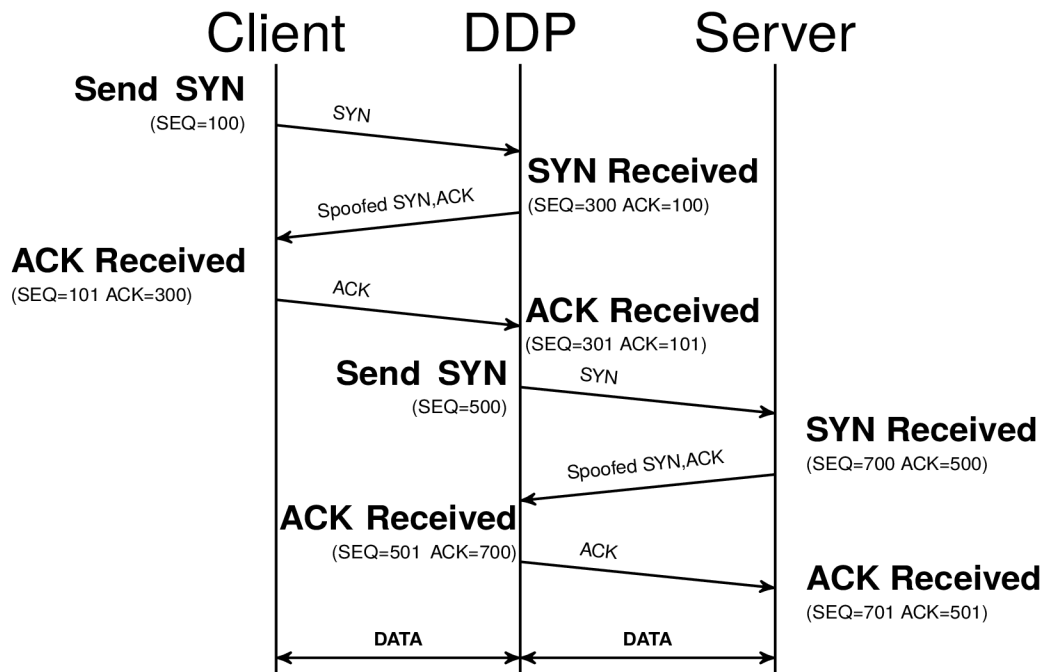 Client DDP Server
Send SYN
(SEQ=100)
SYN
SYN Received
(SEQ=300 ACK=100)
Spoofed SYN,ACK
ACK Received
(SEQ=101 ACK=300)
ACK
ACK Received
(SEQ=301 ACK=101)
Send SYN
(SEQ=500)
SYN
SYN Received
(SEQ=700 ACK=500)
Spoofed SYN,ACK
ACK Received
(SEQ=501 ACK=700)
ACK
ACK Received
(SEQ=701 ACK=501)
DATA DATA